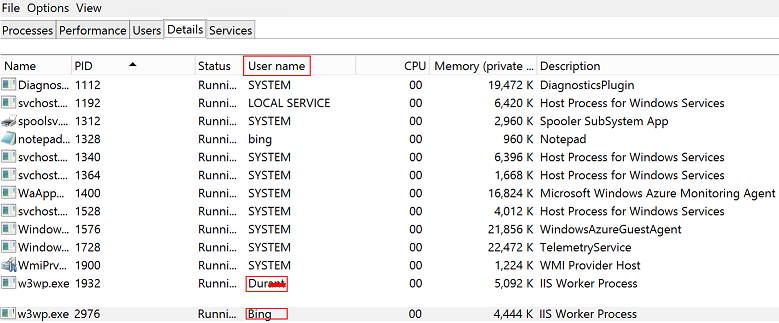 File Options View
Processes Performance Users Details Services
Name PID Status User name CPU Memory (private ... Description
Diagnos... 1112 Runni... SYSTEM 00 19,472 K DiagnosticsPlugin
svchost.... 1192 Runni... LOCAL SERVICE 00 6,420 K Host Process for Windows Services
spoolsv.... 1312 Runni... SYSTEM 00 2,960 K Spooler SubSystem App
notepad... 1328 Runni... bing 00 960 K Notepad
svchost.... 1340 Runni... SYSTEM 00 6,396 K Host Process for Windows Services
svchost.... 1364 Runni... SYSTEM 00 1,668 K Host Process for Windows Services
WaApp... 1400 Runni... SYSTEM 00 16,824 K Microsoft Windows Azure Monitoring Agent
svchost.... 1528 Runni... SYSTEM 00 4,012 K Host Process for Windows Services
Window... 1576 Runni... SYSTEM 00 21,856 K WindowsAzureGuestAgent
Window... 1728 Runni... SYSTEM 00 22,472 K TelemetryService
WmiPrv... 1900 Runni... SYSTEM 00 1,224 K WMI Provider Host
w3wp.exe 1932 Runni... 00 5,092 K IIS Worker Process
w3wp.exe 2976 Runni... Bing 00 4,444 K IIS Worker Process